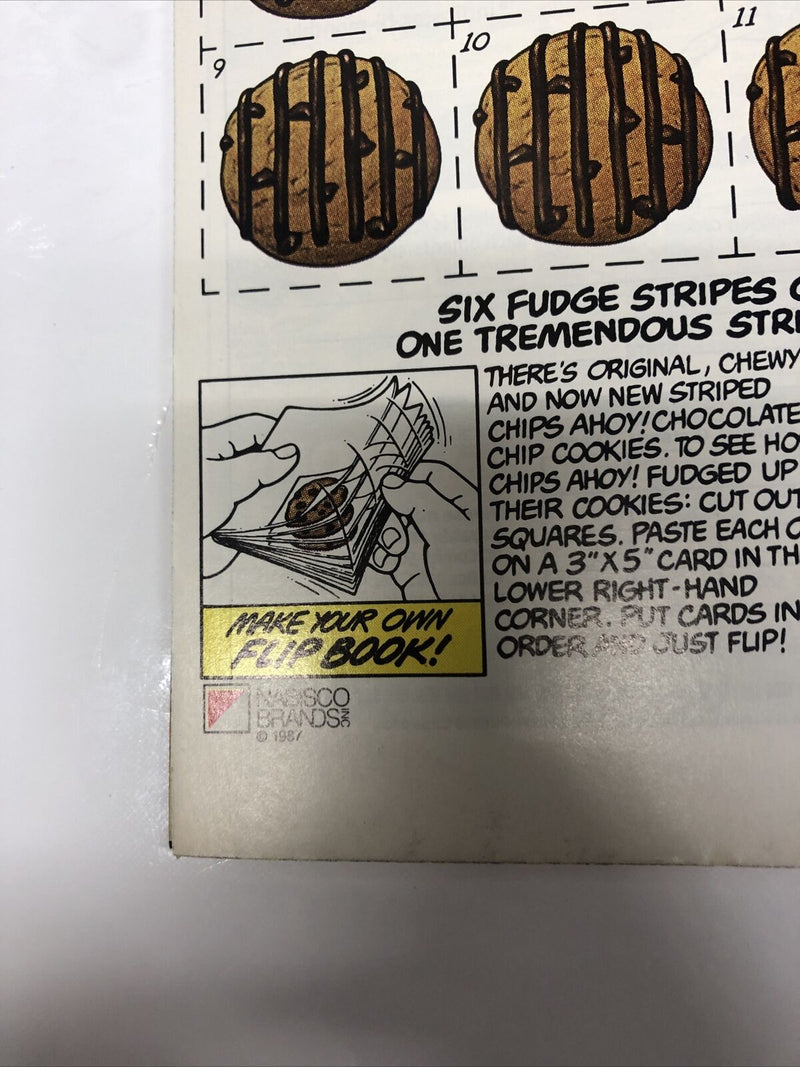 9
10
11
SIX FUDGE STRIPES
ONE TREMENDOUS STRI
THERE'S ORIGINAL, CHEWY
AND NOW NEW STRIPED
CHIPS AHOY! CHOCOLATE
CHIP COOKIES. TO SEE HO
CHIPS AHOY! FUDGED UP
THEIR COOKIES: CUT OUT
SQUARES. PASTE EACH
ON A 3"X5" CARD IN TH
LOWER RIGHT-HAND
CORNER. PUT CARDS IN
ORDER AND JUST FLIP!
MAKE YOUR OWN
FLIP BOOK!
NABISCO
BRANDS INC
© 1987